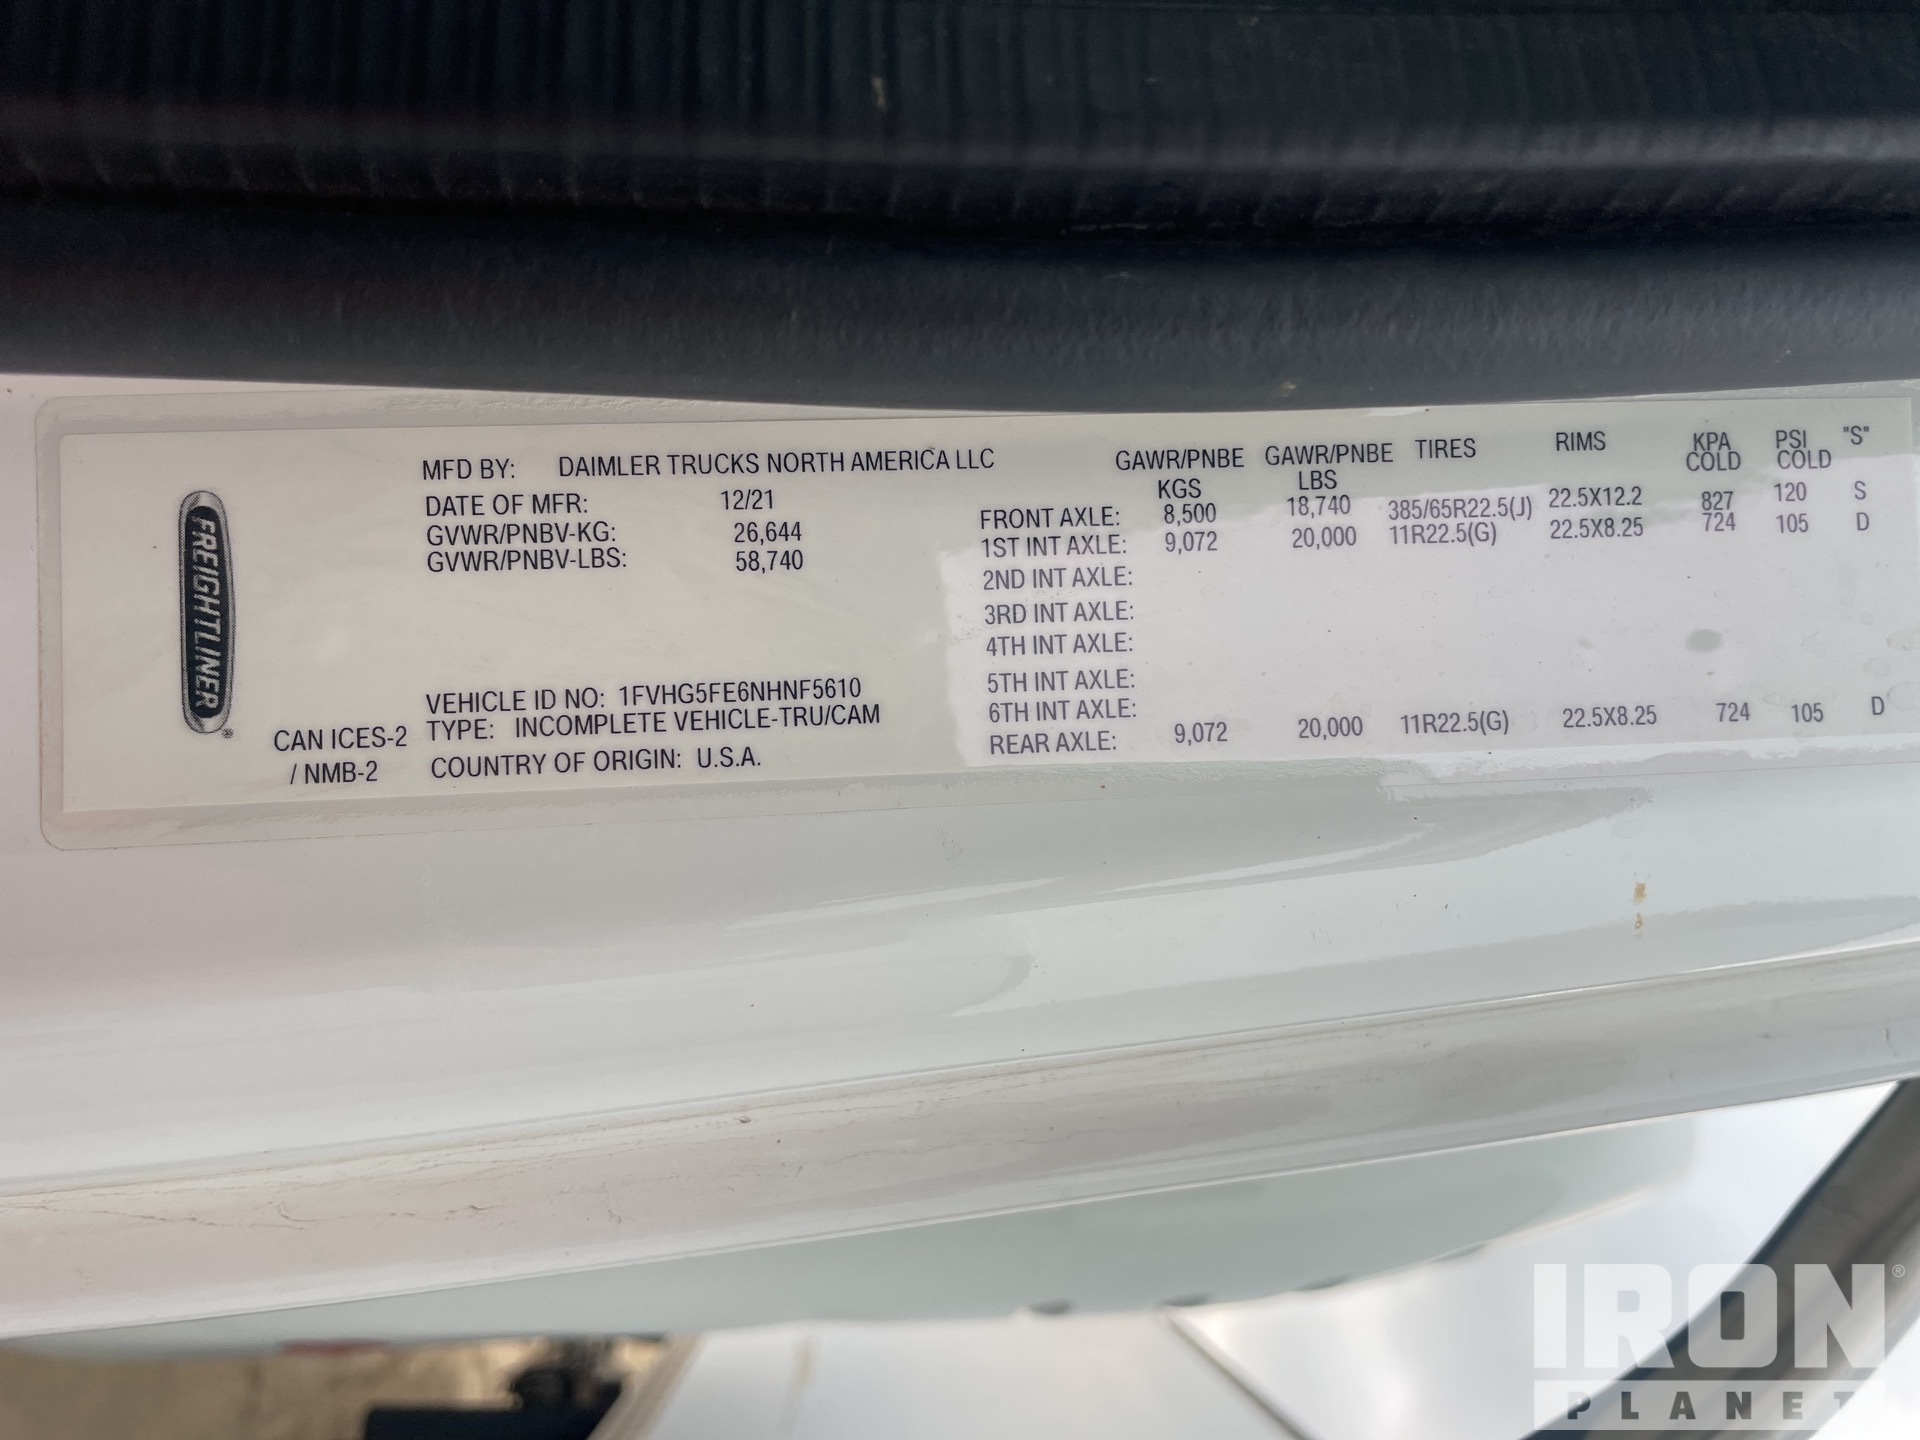 FREIGHTLINER
MFD BY: DAIMLER TRUCKS NORTH AMERICA LLC
DATE OF MFR: 12/21
GVWR/PNBV-KG: 26,644
GVWR/PNBV-LBS: 58,740
VEHICLE ID NO: 1FVHG5FE6NHNF5610
TYPE: INCOMPLETE VEHICLE-TRU/CAM
COUNTRY OF ORIGIN: U.S.A.
CAN ICES-2
/ NMB-2
GAWR/PNBE GAWR/PNBE TIRES RIMS KPA PSI "S"
KGS LBS COLD COLD
FRONT AXLE: 8,500 18,740 385/65R22.5(J) 22.5X12.2 827 120 S
1ST INT AXLE: 9,072 20,000 11R22.5(G) 22.5X8.25 724 105 D
2ND INT AXLE:
3RD INT AXLE:
4TH INT AXLE:
5TH INT AXLE:
6TH INT AXLE:
REAR AXLE: 9,072 20,000 11R22.5(G) 22.5X8.25 724 105 D
IRON®
PLANET